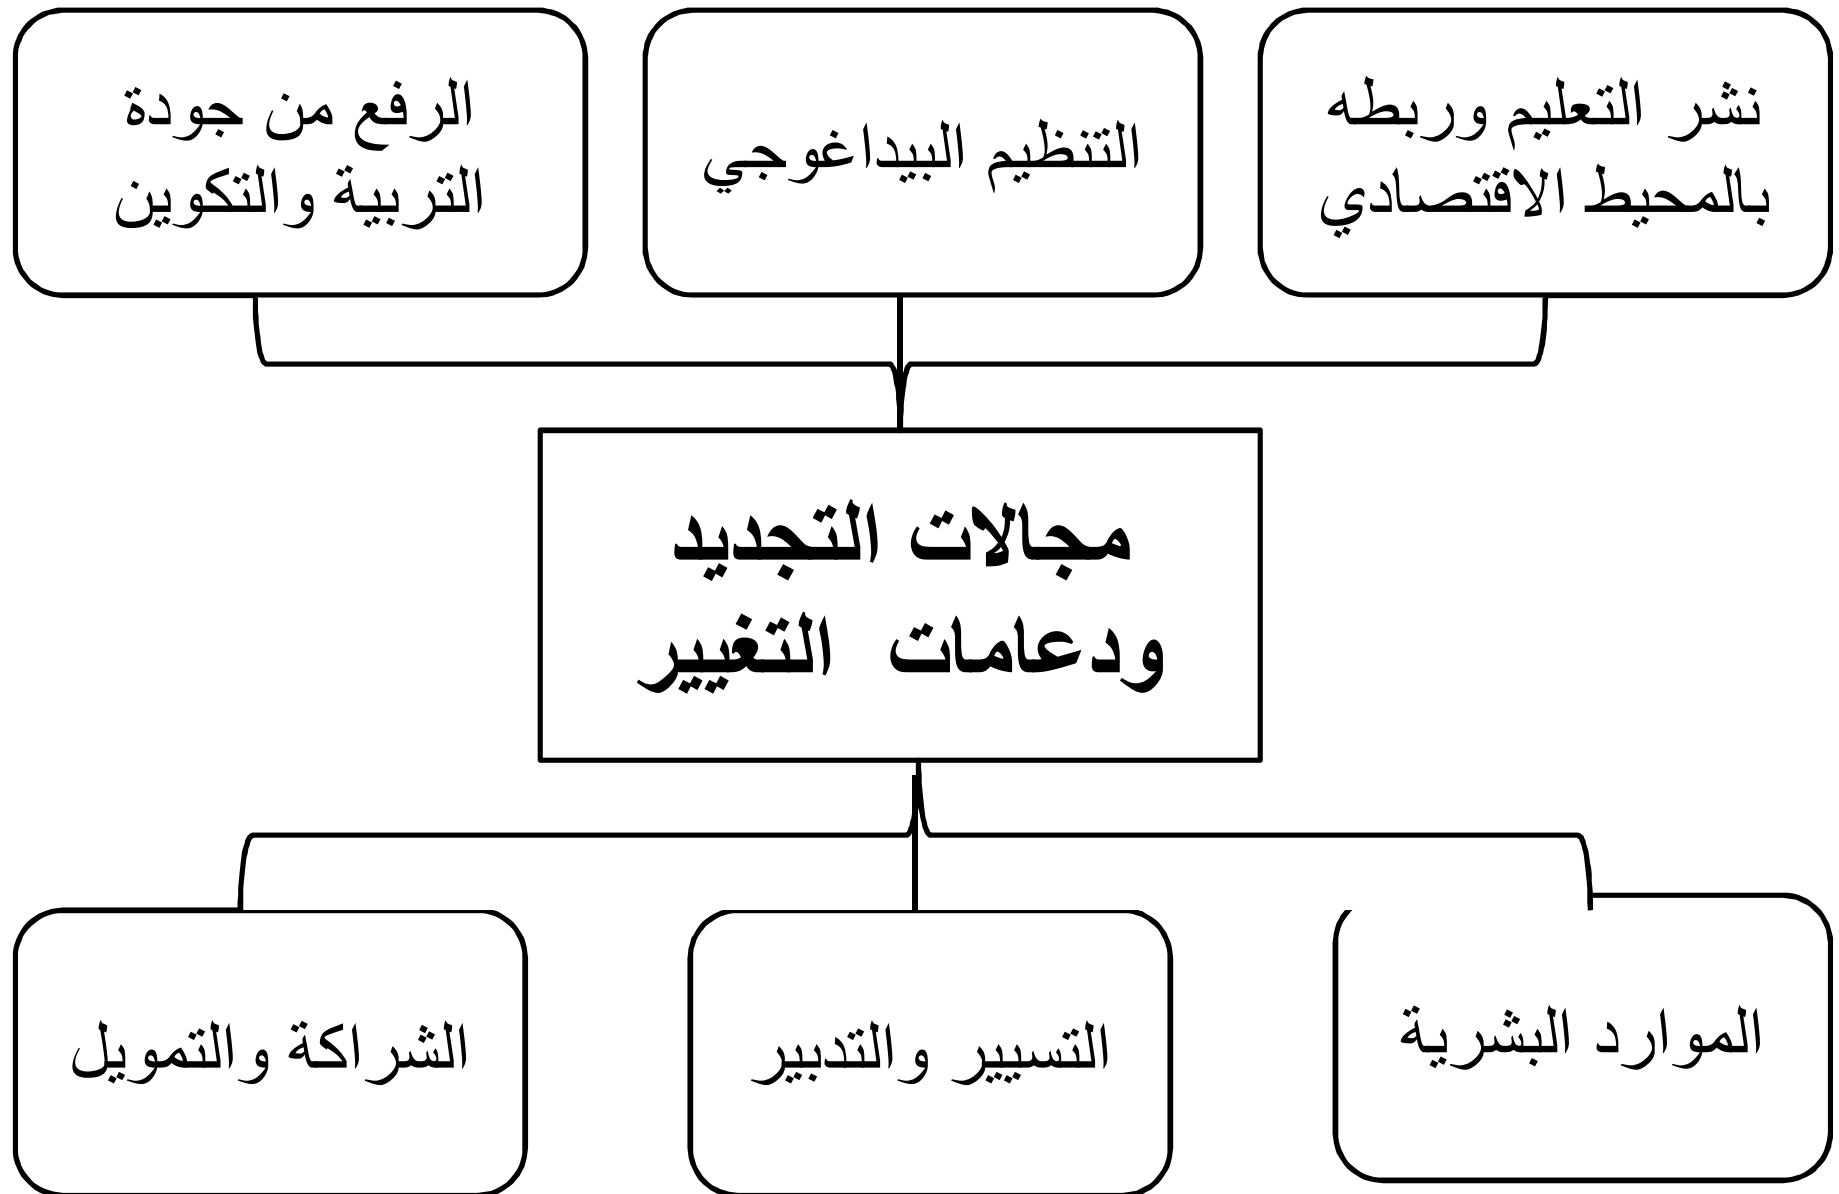 نشر التعليم وربطه
بالمحيط الاقتصادي
التنظيم البيداغوجي
الرفع من جودة
التربية والتكوين
مجالات التجديد
ودعامات التغيير
الموارد البشرية
التسيير والتدبير
الشراكة والتمويل